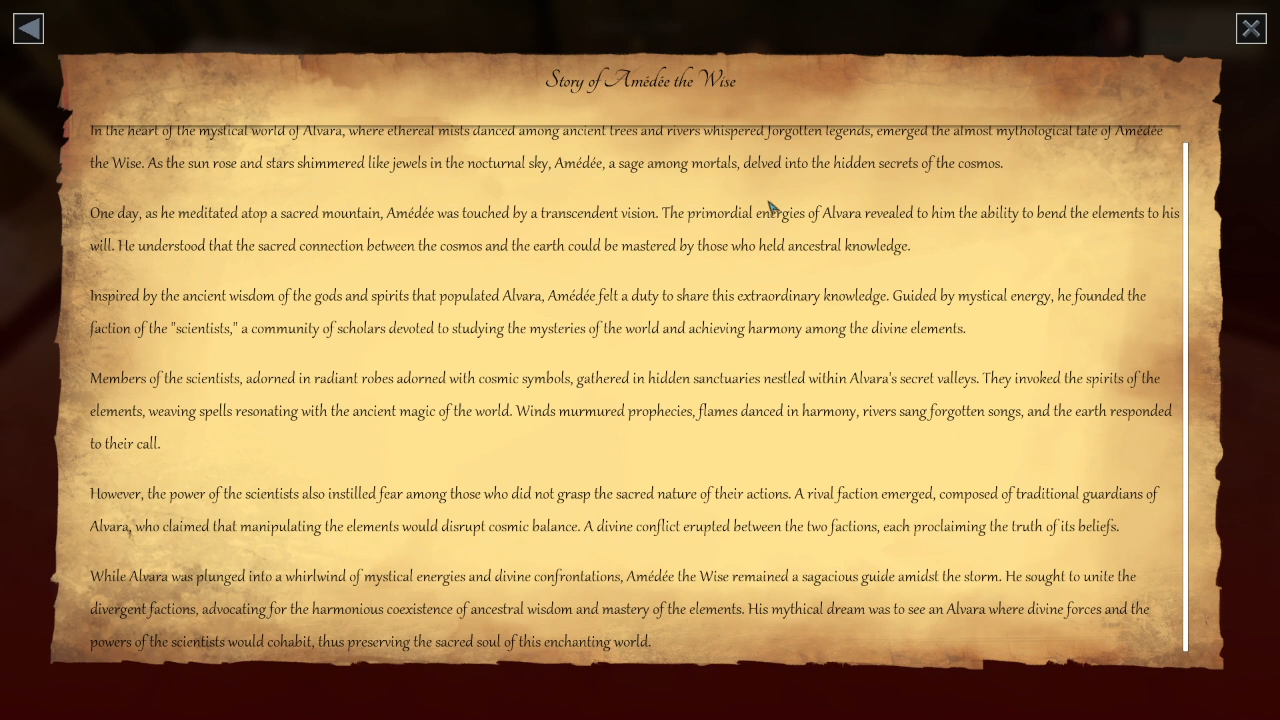 Story of Amédée the Wise
In the heart of the mystical world of Alvara, where ethereal mists danced among ancient trees and rivers whispered forgotten legends, emerged the almost mythological tale of Amédée
the Wise. As the sun rose and stars shimmered like jewels in the nocturnal sky, Amédée, a sage among mortals, delved into the hidden secrets of the cosmos.
One day, as he meditated atop a sacred mountain, Amédée was touched by a transcendent vision. The primordial energies of Alvara revealed to him the ability to bend the elements to his
will. He understood that the sacred connection between the cosmos and the earth could be mastered by those who held ancestral knowledge.
Inspired by the ancient wisdom of the gods and spirits that populated Alvara, Amédée felt a duty to share this extraordinary knowledge. Guided by mystical energy, he founded the
faction of the "scientists," a community of scholars devoted to studying the mysteries of the world and achieving harmony among the divine elements.
Members of the scientists, adorned in radiant robes adorned with cosmic symbols, gathered in hidden sanctuaries nestled within Alvara's secret valleys. They invoked the spirits of the
elements, weaving spells resonating with the ancient magic of the world. Winds murmured prophecies, flames danced in harmony, rivers sang forgotten songs, and the earth responded
to their call.
However, the power of the scientists also instilled fear among those who did not grasp the sacred nature of their actions. A rival faction emerged, composed of traditional guardians of
Alvara, who claimed that manipulating the elements would disrupt cosmic balance. A divine conflict erupted between the two factions, each proclaiming the truth of its beliefs.
While Alvara was plunged into a whirlwind of mystical energies and divine confrontations, Amédée the Wise remained a sagacious guide amidst the storm. He sought to unite the
divergent factions, advocating for the harmonious coexistence of ancestral wisdom and mastery of the elements. His mythical dream was to see an Alvara where divine forces and the
powers of the scientists would cohabit, thus preserving the sacred soul of this enchanting world.